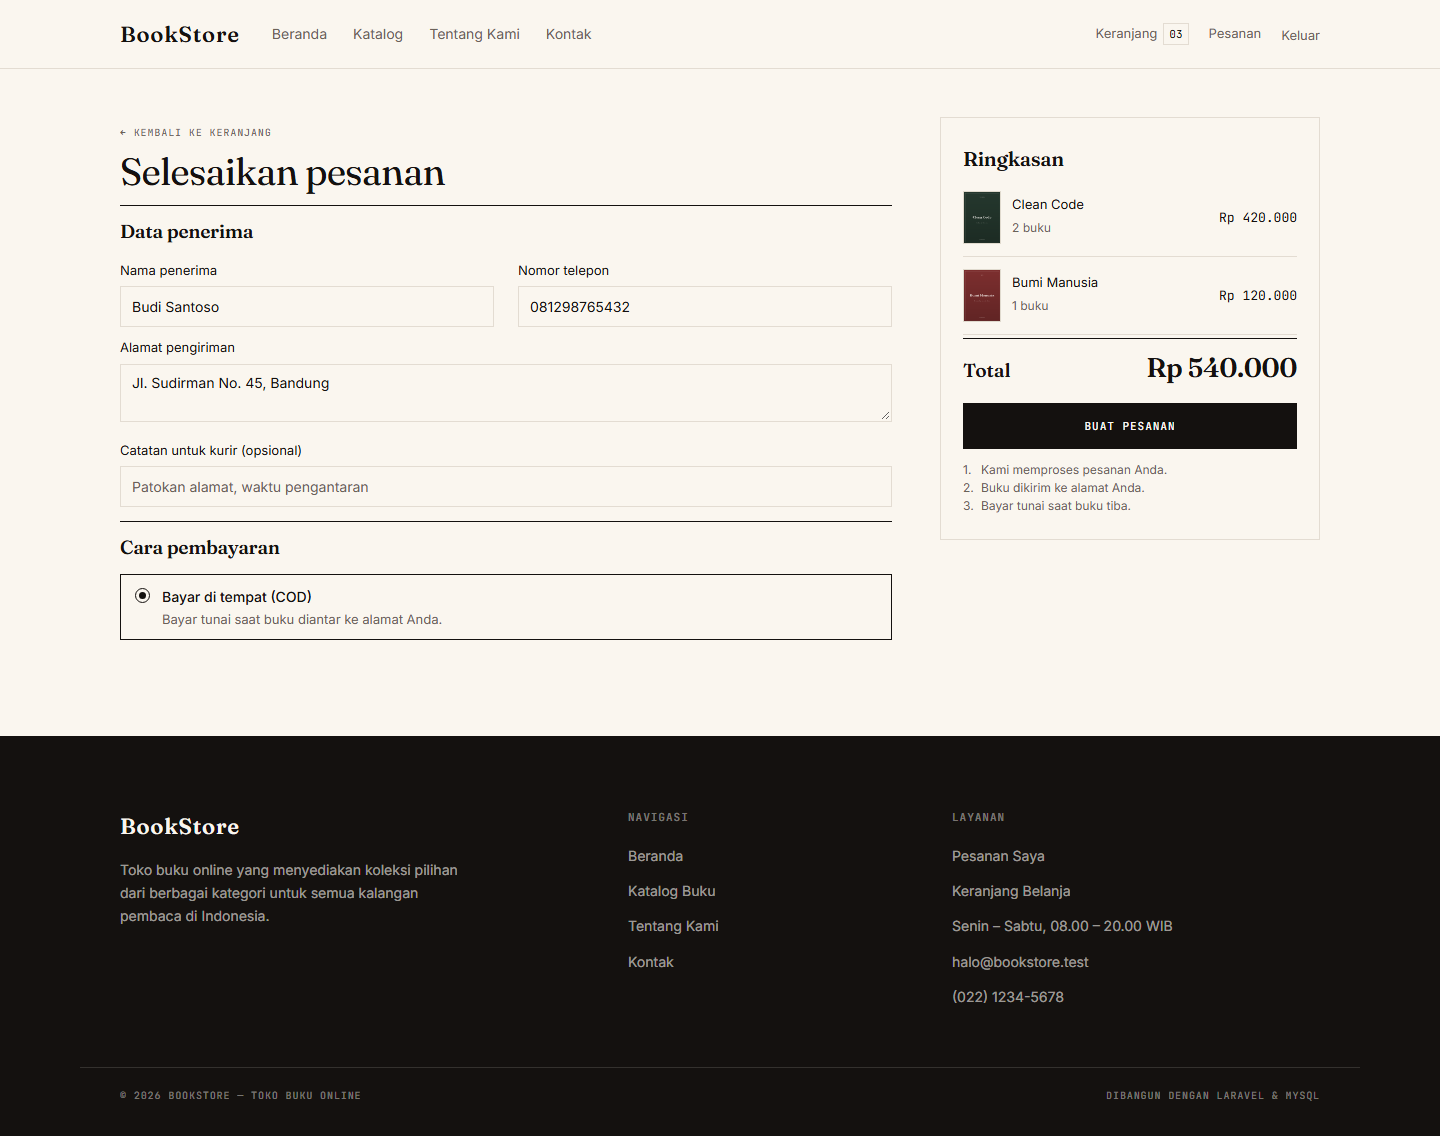 BookStore
Beranda
Katalog
Tentang Kami
Kontak
Keranjang 03
Pesanan
Keluar
← KEMBALI KE KERANJANG
Selesaikan pesanan
Data penerima
Nama penerima
Budi Santoso
Nomor telepon
081298765432
Alamat pengiriman
Jl. Sudirman No. 45, Bandung
Catatan untuk kurir (opsional)
Patokan alamat, waktu pengantaran
Cara pembayaran
Bayar di tempat (COD)
Bayar tunai saat buku diantar ke alamat Anda.
Ringkasan
Clean Code
Clean Code
2 buku
Rp 420.000
Bumi Manusia
Bumi Manusia
1 buku
Rp 120.000
Total
Rp 540.000
BUAT PESANAN
1. Kami memproses pesanan Anda.
2. Buku dikirim ke alamat Anda.
3. Bayar tunai saat buku tiba.
BookStore
Toko buku online yang menyediakan koleksi pilihan
dari berbagai kategori untuk semua kalangan
pembaca di Indonesia.
NAVIGASI
Beranda
Katalog Buku
Tentang Kami
Kontak
LAYANAN
Pesanan Saya
Keranjang Belanja
Senin – Sabtu, 08.00 – 20.00 WIB
halo@bookstore.test
(022) 1234-5678
© 2026 BOOKSTORE — TOKO BUKU ONLINE
DIBANGUN DENGAN LARAVEL & MYSQL